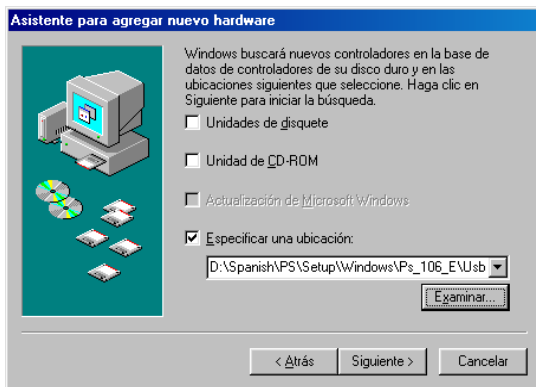 Asistente para agregar nuevo hardware
Windows buscará nuevos controladores en la base de
datos de controladores de su disco duro y en las
ubicaciones siguientes que seleccione. Haga clic en
Siguiente para iniciar la búsqueda.
Unidades de disquete
Unidad de CD-ROM
Actualización de Microsoft Windows
Especificar una ubicación:
D:\Spanish\PS\Setup\Windows\Ps_106_E\Usb
Examinar...
< Atrás Siguiente > Cancelar